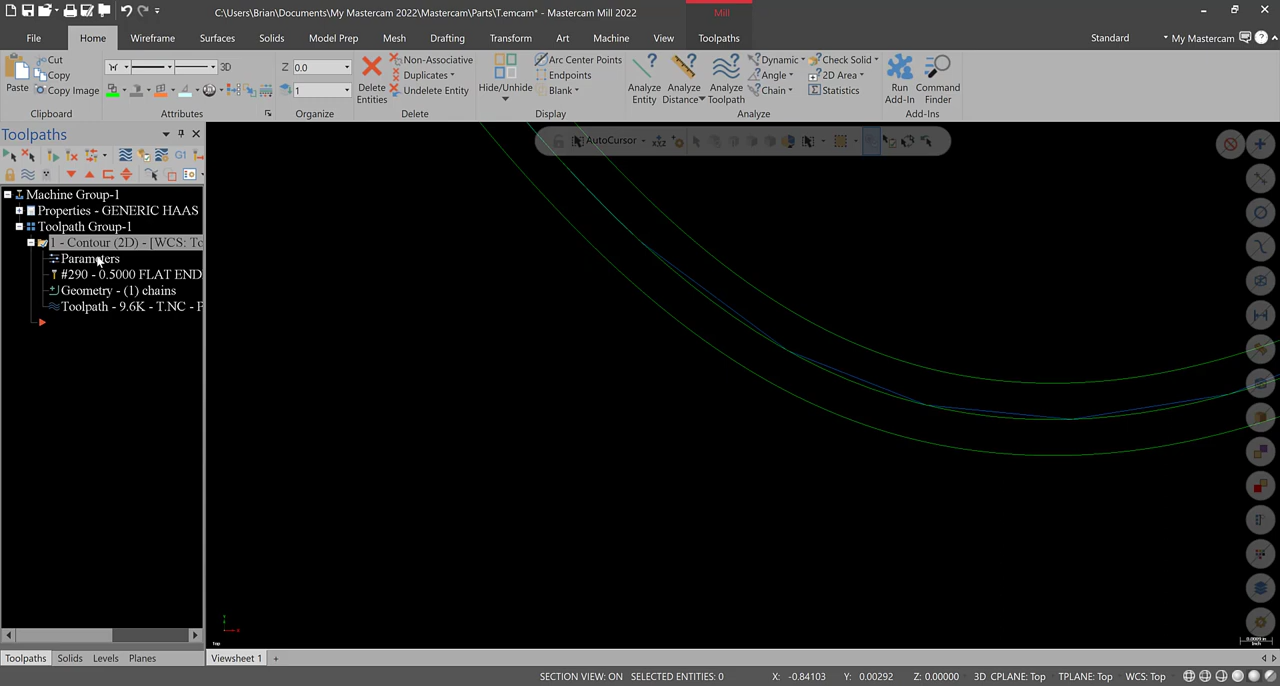 C:\Users\Brian\Documents\My Mastercam 2022\Mastercam\Parts\T.emcam* - Mastercam Mill 2022
Mill
File Home Wireframe Surfaces Solids Model Prep Mesh Drafting Transform Art Machine View Toolpaths Standard My Mastercam
Paste
Cut
Copy
Copy Image
Clipboard
3D
Attributes
Z 0.0
1
Organize
Delete Entities
Non-Associative
Duplicates
Undelete Entity
Delete
Hide/Unhide
Arc Center Points
Endpoints
Blank
Display
Analyze Entity
Analyze Distance
Analyze Toolpath
Dynamic
Angle
Chain
Check Solid
2D Area
Statistics
Analyze
Run Add-In
Command Finder
Add-Ins
Toolpaths
G1
AutoCursor
Machine Group-1
Properties - GENERIC HAAS
Toolpath Group-1
1 - Contour (2D) - [WCS: To
Parameters
#290 - 0.5000 FLAT END
Geometry - (1) chains
Toolpath - 9.6K - T.NC - P
Top
Inch
Toolpaths Solids Levels Planes
Viewsheet 1 +
SECTION VIEW: ON SELECTED ENTITIES: 0 X: -0.84103 Y: 0.00292 Z: 0.00000 3D CPLANE: Top TPLANE: Top WCS: Top